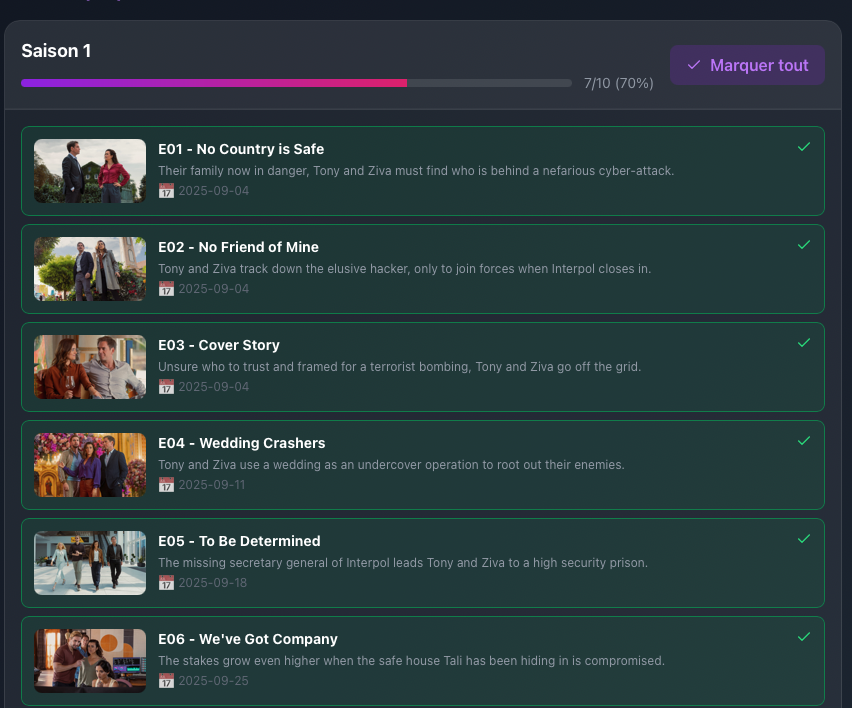 Saison 1
7/10 (70%)
Marquer tout
E01 - No Country is Safe
Their family now in danger, Tony and Ziva must find who is behind a nefarious cyber-attack.
17 2025-09-04
E02 - No Friend of Mine
Tony and Ziva track down the elusive hacker, only to join forces when Interpol closes in.
17 2025-09-04
E03 - Cover Story
Unsure who to trust and framed for a terrorist bombing, Tony and Ziva go off the grid.
17 2025-09-04
E04 - Wedding Crashers
Tony and Ziva use a wedding as an undercover operation to root out their enemies.
17 2025-09-11
E05 - To Be Determined
The missing secretary general of Interpol leads Tony and Ziva to a high security prison.
17 2025-09-18
E06 - We've Got Company
The stakes grow even higher when the safe house Tali has been hiding in is compromised.
17 2025-09-25